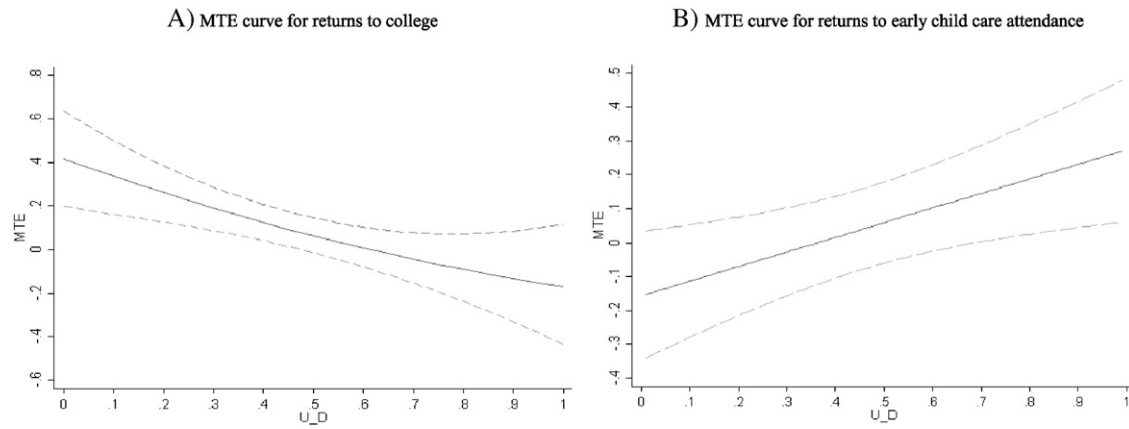 A) MTE curve for returns to college
B) MTE curve for returns to early child care attendance
.8
.6
.4
.2
0
-.2
-.4
-.6
MTE
0 .1 .2 .3 .4 .5 .6 .7 .8 .9 1
U_D
.5
.4
.3
.2
.1
0
-.1
-.2
-.3
-.4
MTE
0 .1 .2 .3 .4 .5 .6 .7 .8 .9 1
U_D